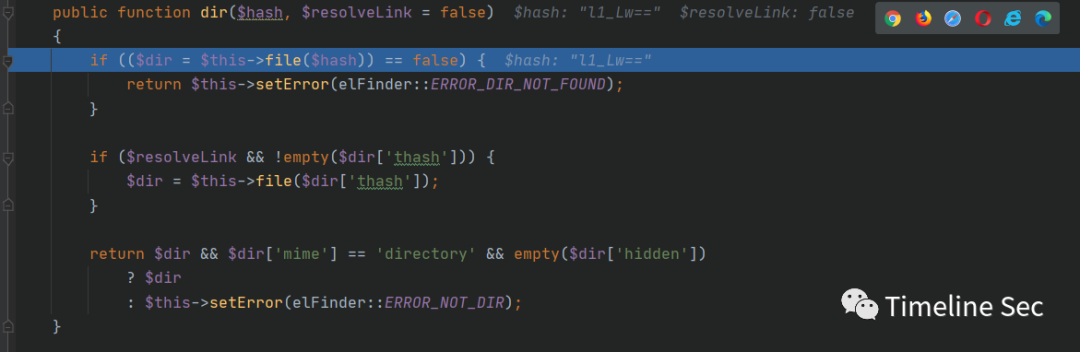 public function dir($hash, $resolveLink = false)  $hash: "l1_Lw=="  $resolveLink: false
{
if (($dir = $this->file($hash)) == false) {  $hash: "l1_Lw=="
return $this->setError(elFinder::ERROR_DIR_NOT_FOUND);
}
if ($resolveLink && !empty($dir['thash'])) {
$dir = $this->file($dir['thash']);
}
return $dir && $dir['mime'] == 'directory' && empty($dir['hidden'])
? $dir
: $this->setError(elFinder::ERROR_NOT_DIR);
}
Timeline Sec